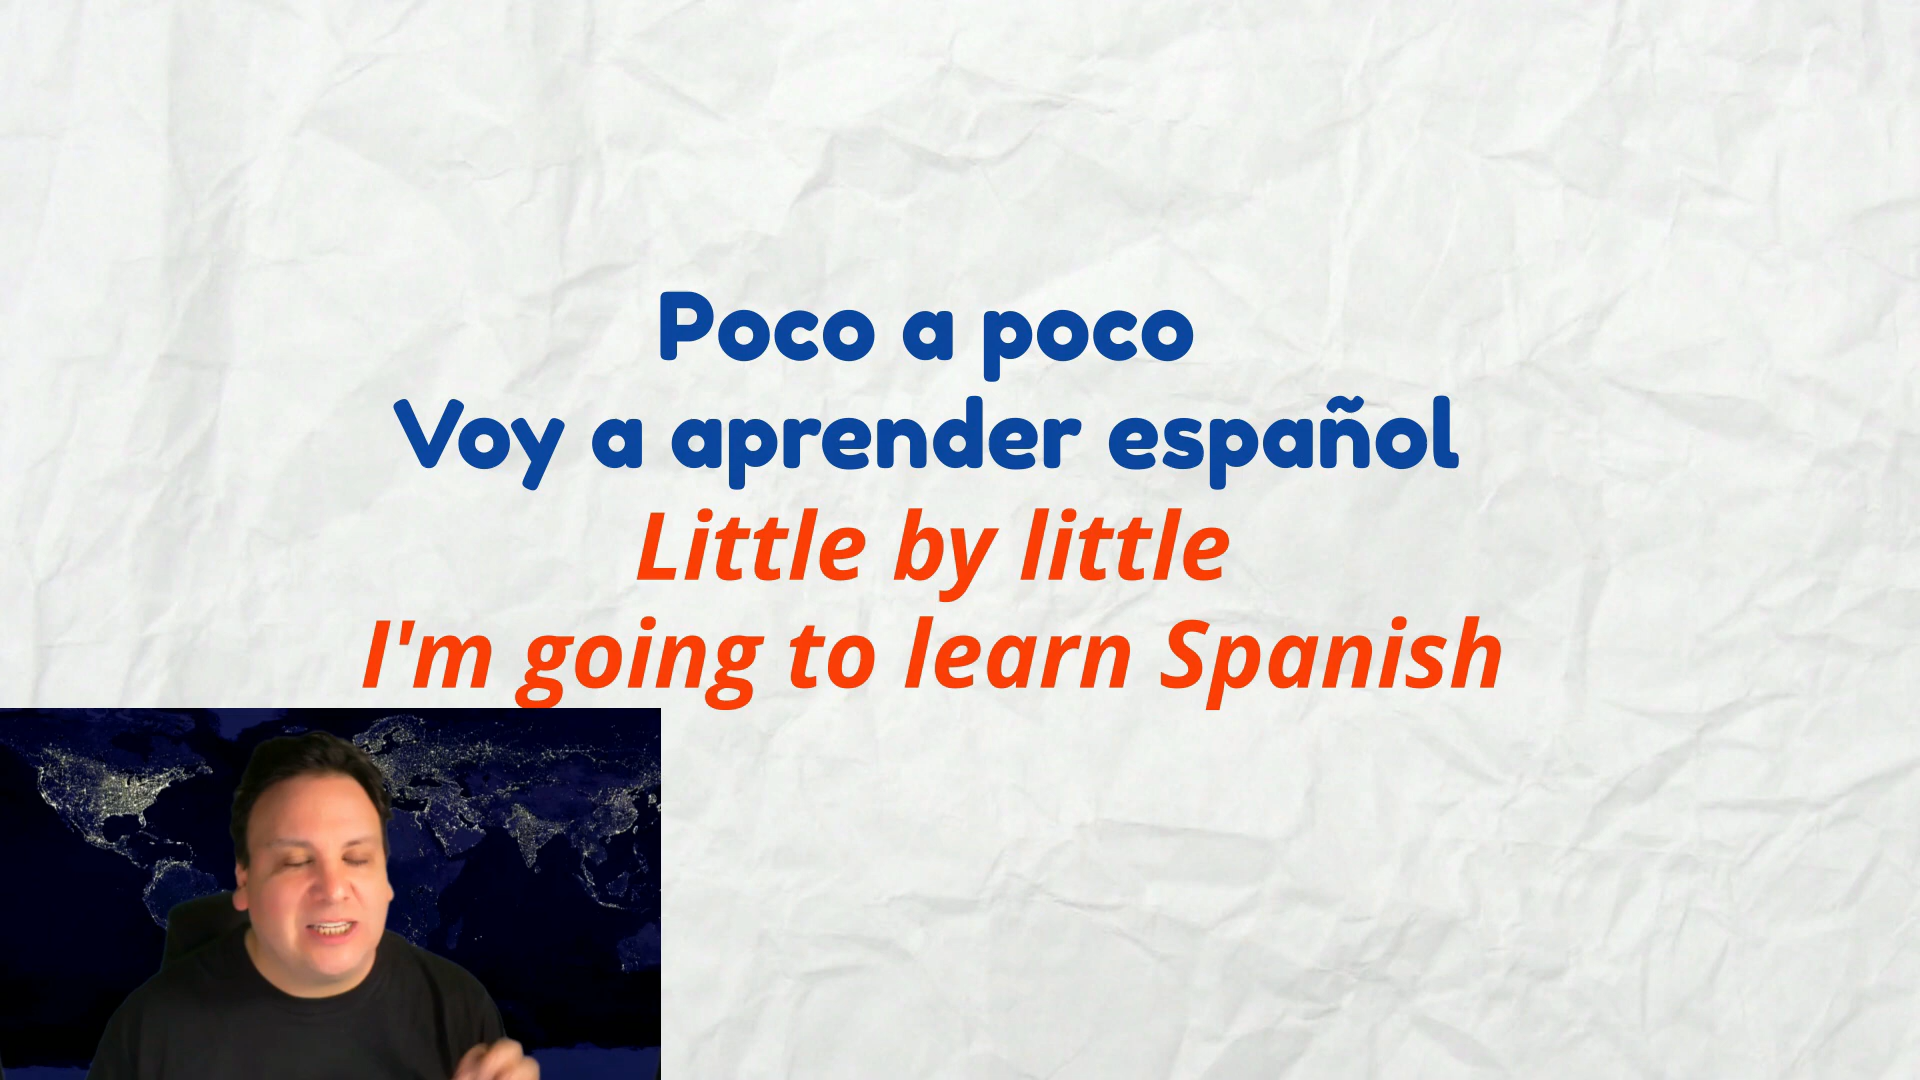 Poco a poco
Voy a aprender español
Little by little
I'm going to learn Spanish